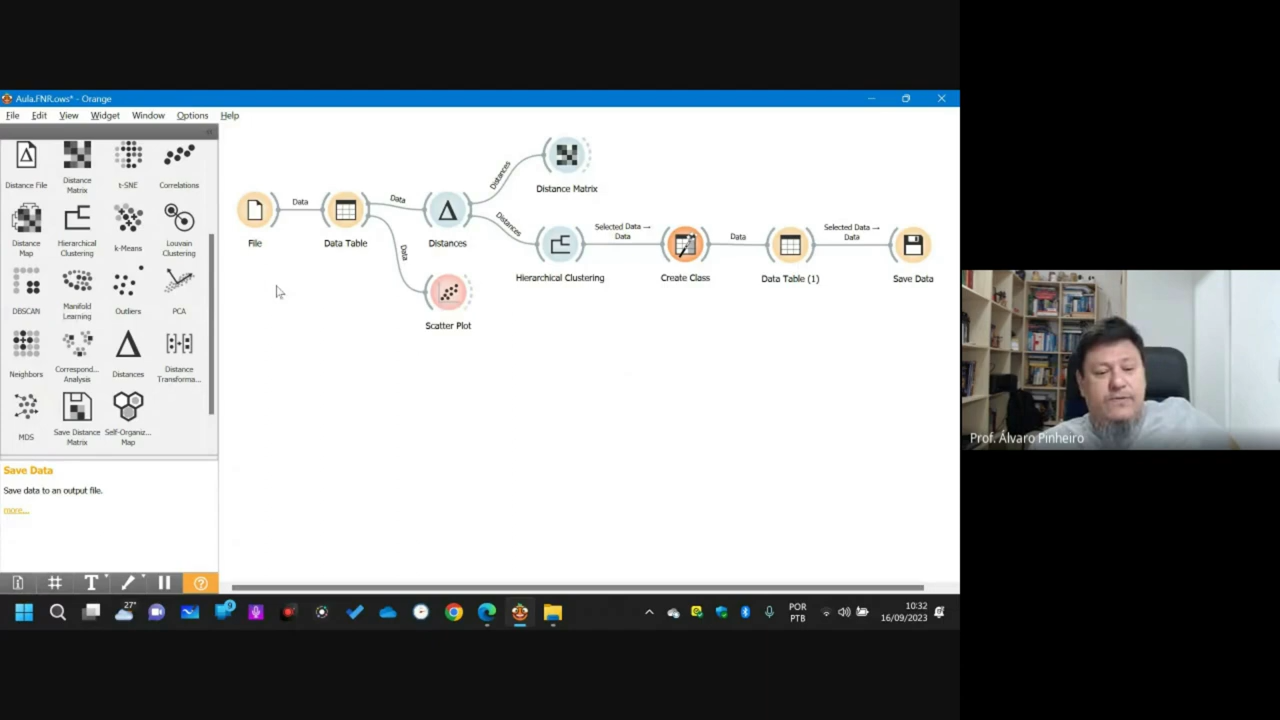 Aula.FNR.ows* - Orange
File Edit View Widget Window Options Help
Distance File
Distance Matrix
t-SNE
Correlations
Distance Map
Hierarchical Clustering
k-Means
Louvain Clustering
DBSCAN
Manifold Learning
Outliers
PCA
Neighbors
Correspond... Analysis
Distances
Distance Transforma...
MDS
Save Distance Matrix
Self-Organiz... Map
Save Data
Save data to an output file.
more...
File
Data
Data Table
Data
Data
Distances
Distances
Distances
Distance Matrix
Hierarchical Clustering
Scatter Plot
Selected Data → Data
Create Class
Data
Data Table (1)
Selected Data → Data
Save Data
Prof. Álvaro Pinheiro
27°
POR
PTB
10:32
16/09/2023